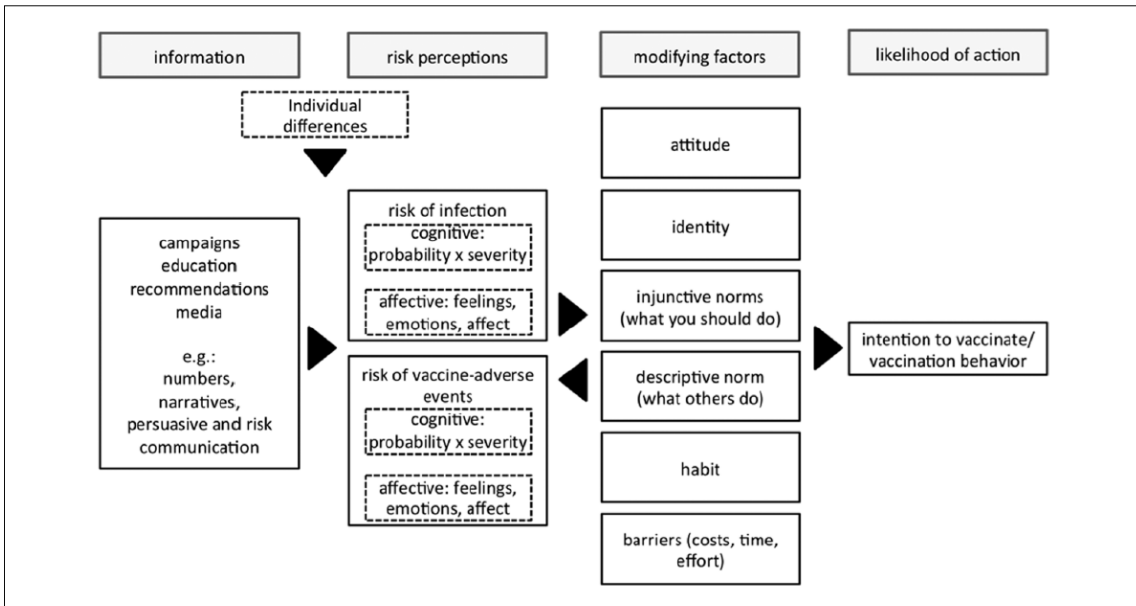 information
risk perceptions
modifying factors
likelihood of action
Individual
differences
campaigns
education
recommendations
media
e.g.:
numbers,
narratives,
persuasive and risk
communication
risk of infection
cognitive:
probability x severity
affective: feelings,
emotions, affect
risk of vaccine-adverse
events
cognitive:
probability x severity
affective: feelings,
emotions, affect
attitude
identity
injunctive norms
(what you should do)
descriptive norm
(what others do)
habit
barriers (costs, time,
effort)
intention to vaccinate/
vaccination behavior